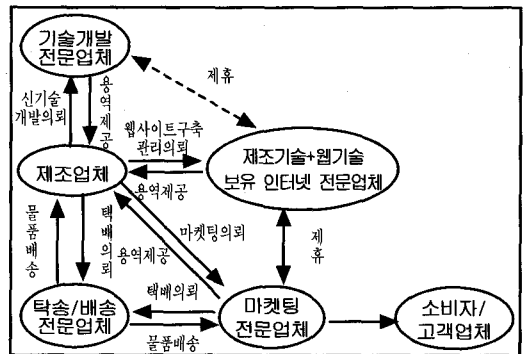 기술개발
전문업체
제휴
신기술
개발의뢰
용역제공
웹사이트구축
관리의뢰
제조업체
제조기술+웹기술
보유 인터넷 전문업체
용역제공
물품배송
택배의뢰
용역제공
마켓팅의뢰
제휴
택배의뢰
탁송/배송
전문업체
물품배송
마켓팅
전문업체
소비자/
고객업체